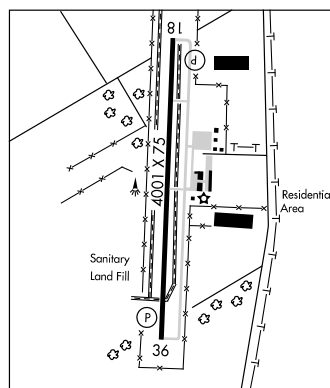 18
P
4001 X 75
Residential
Area
Sanitary
Land Fill
P
36